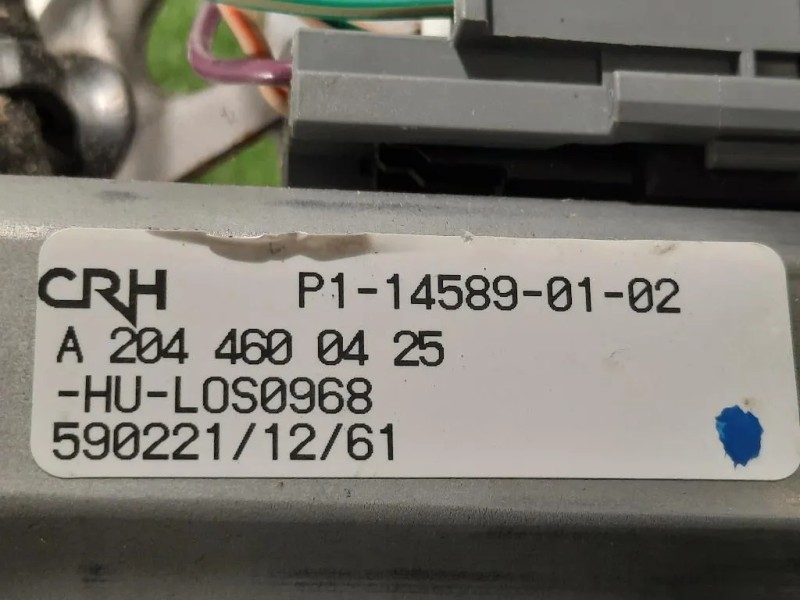 CRH P1-14589-01-02
A 204 460 04 25
-HU-LOS0968
590221/12/61